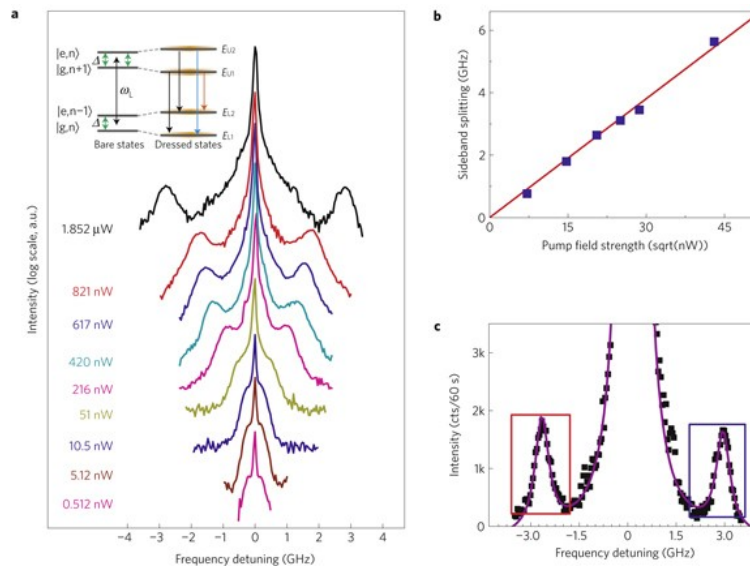 a
|e,n⟩
|g,n+1⟩
Δ
ω_L
|e,n−1⟩
|g,n⟩
Δ
E_U2
E_U1
E_L2
E_L1
Bare states
Dressed states
1.852 μW
821 nW
617 nW
420 nW
216 nW
51 nW
10.5 nW
5.12 nW
0.512 nW
Intensity (log scale, a.u.)
−4 −3 −2 −1 0 1 2 3 4
Frequency detuning (GHz)
b
Sideband splitting (GHz)
6
4
2
0
0 15 30 45
Pump field strength (sqrt(nW))
c
Intensity (cts/60 s)
3k
2k
1k
0
−3.0 −1.5 0 1.5 3.0
Frequency detuning (GHz)